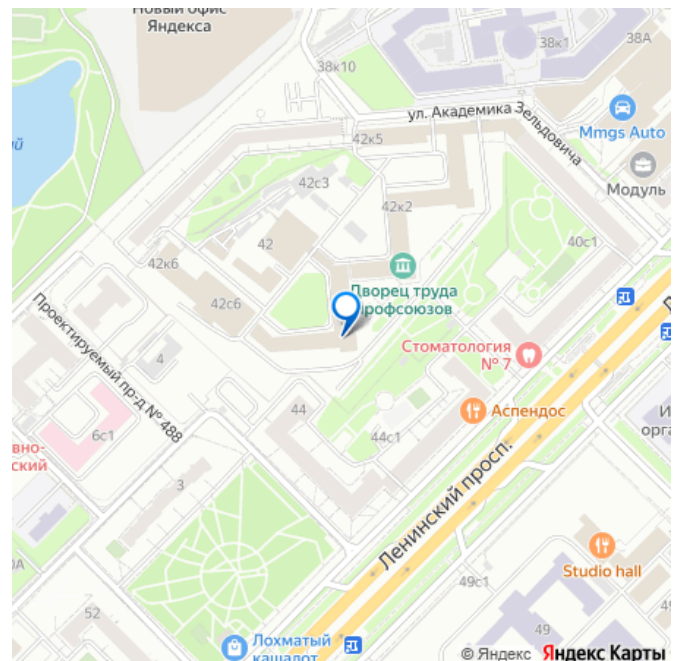 Новый офис
Яндекса
38к1
38А
38к10
ул. Академика Зельдовича
Mmgs Auto
42к5
Модуль
42с3
42к2
42
40с1
42к6
Дворец труда
профсоюзов
42с6
Стоматология
№ 7
Проектируемый пр-д № 488
4
Аспендос
44
44с1
6с1
3
Ленинский просп.
Studio hall
49с1
52
49
Лохматый
кашалот
© Яндекс Яндекс Карты